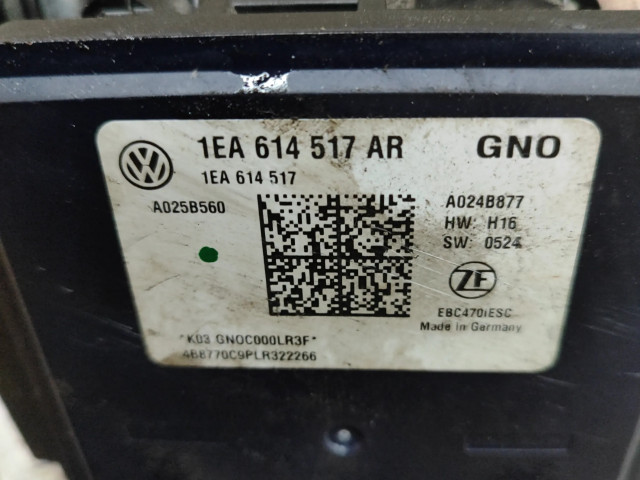 1EA 614 517 AR GNO
1EA 614 517
A025B560
A024B877
HW: H16
SW: 0524
ZF
EBC470iESC
Made in Germany
*K03 GNOC000LR3F*
4B8770C9PLR322266